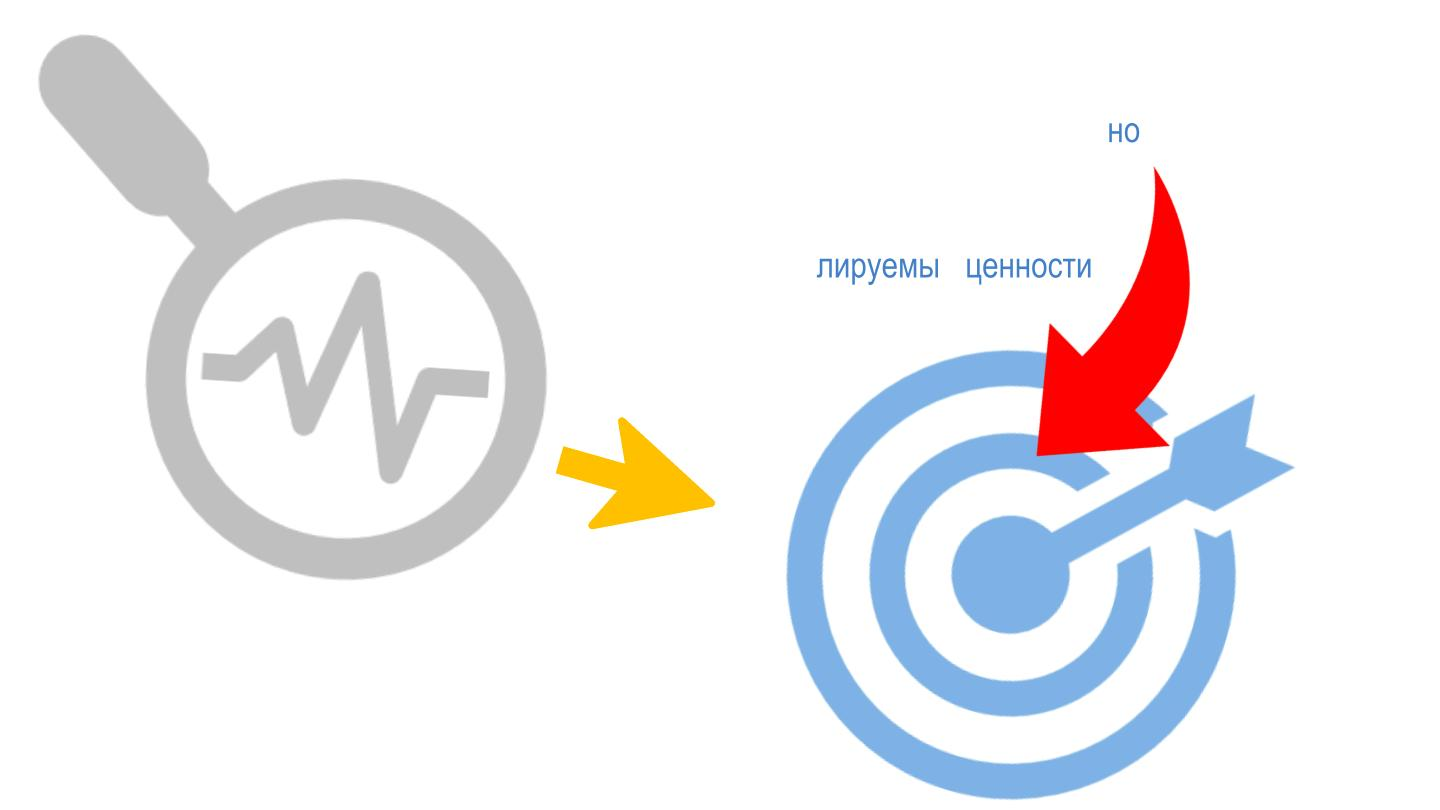 но
лируемы ценности